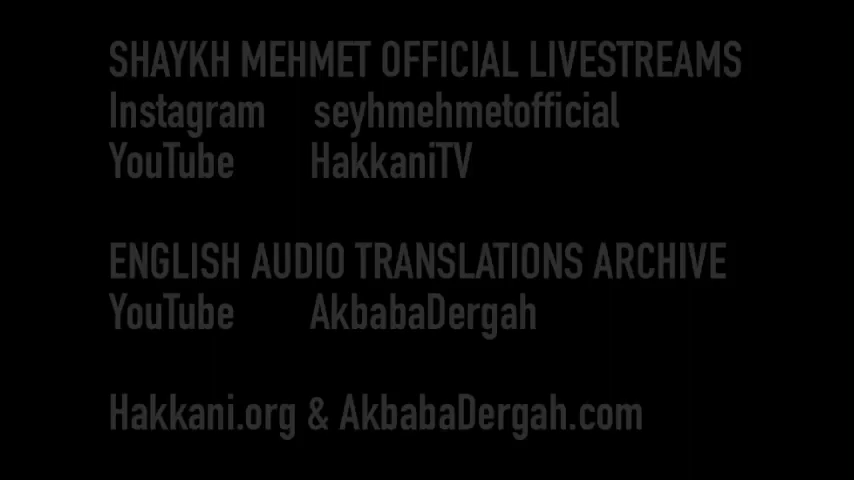 SHAYKH MEHMET OFFICIAL LIVESTREAMS
Instagram seyhmehmetofficial
YouTube HakkaniTV
ENGLISH AUDIO TRANSLATIONS ARCHIVE
YouTube AkbabaDergah
Hakkani.org & AkbabaDergah.com